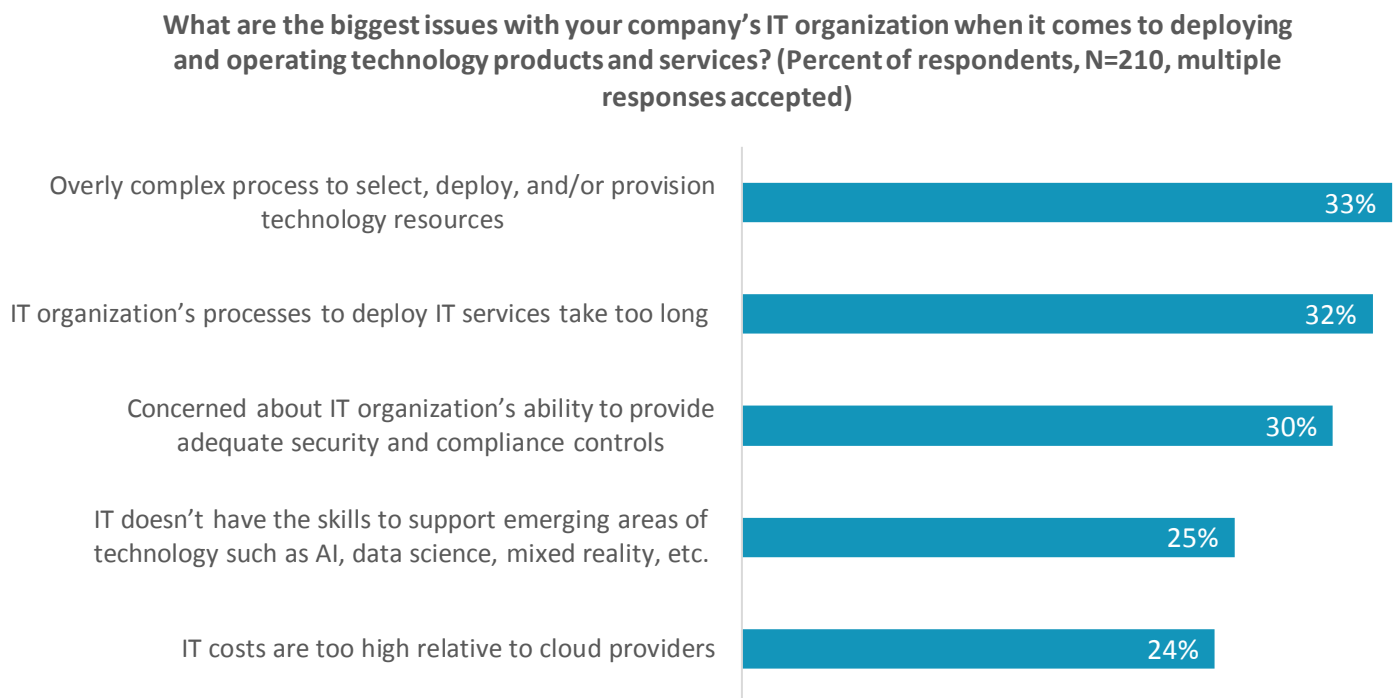 What are the biggest issues with your company’s IT organization when it comes to deploying
and operating technology products and services? (Percent of respondents, N=210, multiple
responses accepted)
Overly complex process to select, deploy, and/or provision
technology resources
33%
IT organization’s processes to deploy IT services take too long
32%
Concerned about IT organization’s ability to provide
adequate security and compliance controls
30%
IT doesn’t have the skills to support emerging areas of
technology such as AI, data science, mixed reality, etc.
25%
IT costs are too high relative to cloud providers
24%